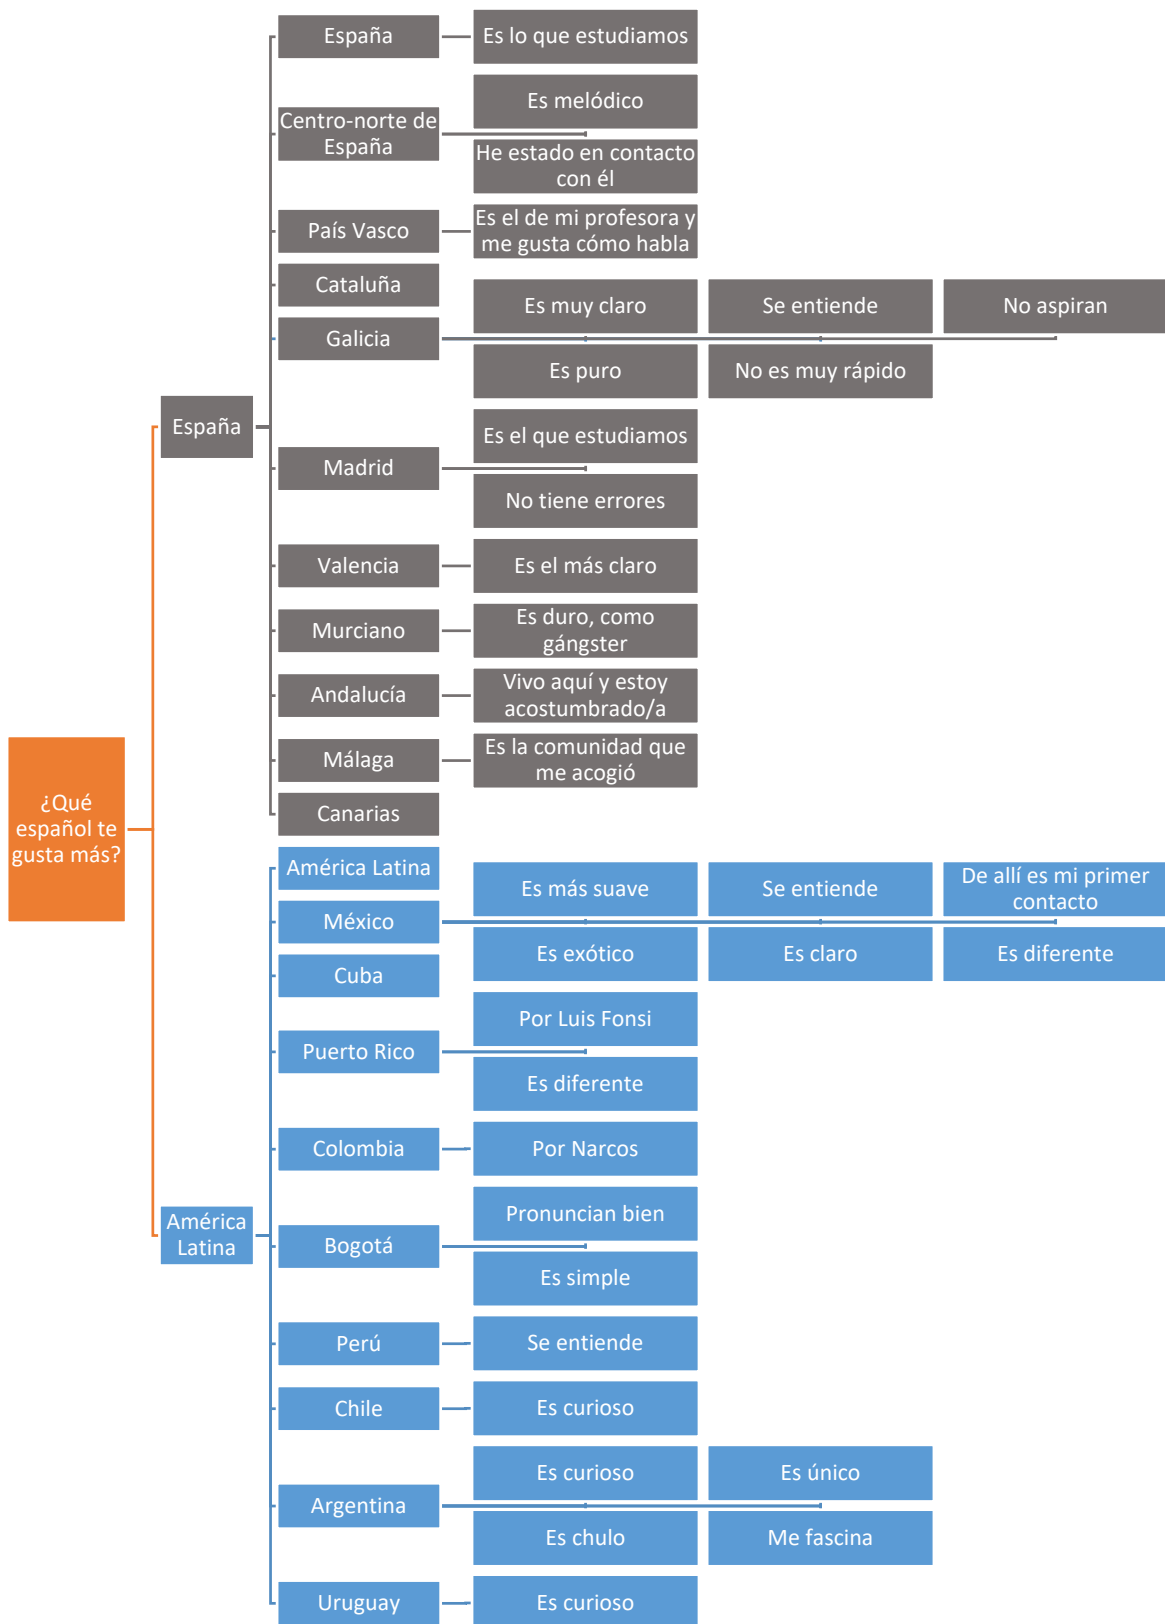 ¿Qué
español te
gusta más?
España
España
Es lo que estudiamos
Centro-norte de
España
Es melódico
He estado en contacto
con él
País Vasco
Es el de mi profesora y
me gusta cómo habla
Cataluña
Galicia
Es muy claro
Se entiende
No aspiran
Es puro
No es muy rápido
Madrid
Es el que estudiamos
No tiene errores
Valencia
Es el más claro
Murciano
Es duro, como
gángster
Andalucía
Vivo aquí y estoy
acostumbrado/a
Málaga
Es la comunidad que
me acogió
Canarias
América
Latina
América Latina
México
Es más suave
Se entiende
De allí es mi primer
contacto
Es exótico
Es claro
Es diferente
Cuba
Puerto Rico
Por Luis Fonsi
Es diferente
Colombia
Por Narcos
Bogotá
Pronuncian bien
Es simple
Perú
Se entiende
Chile
Es curioso
Argentina
Es curioso
Es único
Es chulo
Me fascina
Uruguay
Es curioso